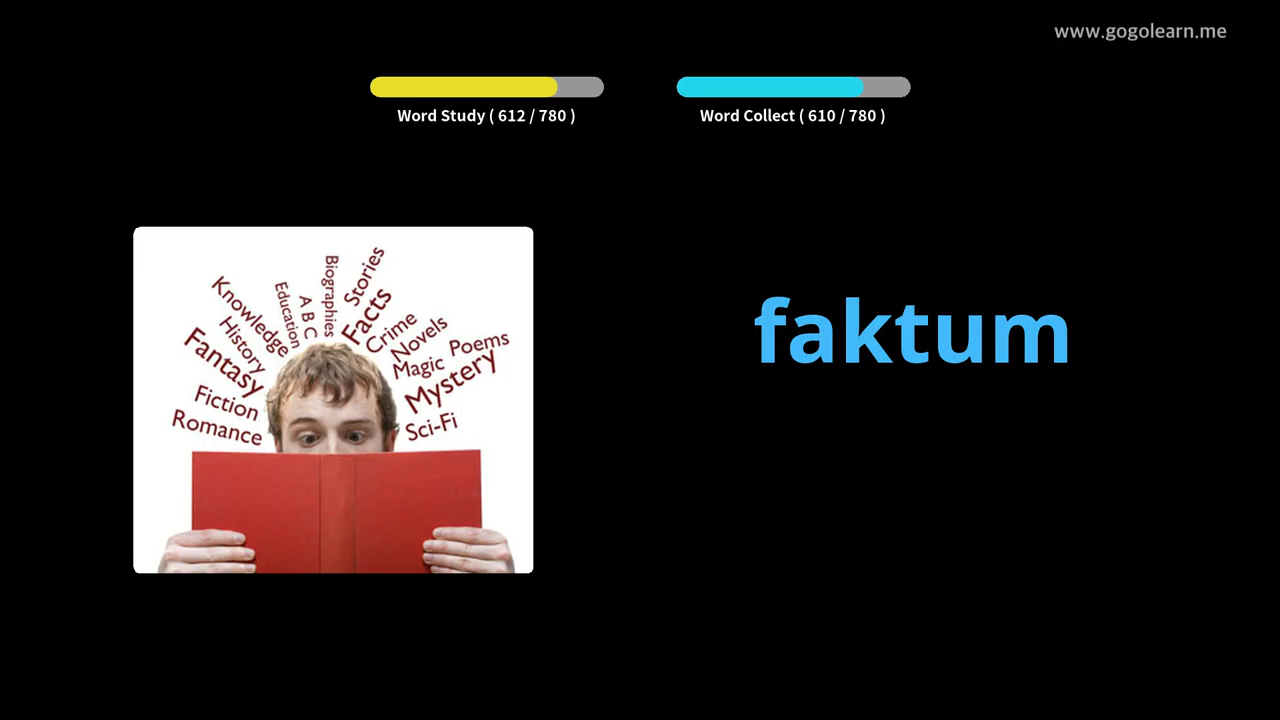 www.gogolearn.me
Word Study ( 612 / 780 )
Word Collect ( 610 / 780 )
faktum
Romance
Fiction
Fantasy
History
Knowledge
Education
A B C
Biographies
Stories
Facts
Crime
Novels
Magic
Poems
Mystery
Sci-Fi